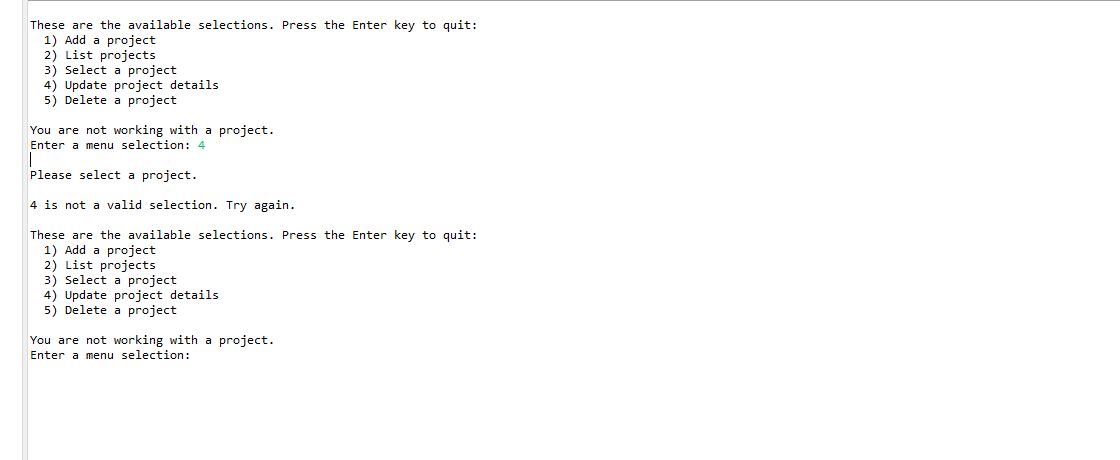 These are the available selections. Press the Enter key to quit:
  1) Add a project
  2) List projects
  3) Select a project
  4) Update project details
  5) Delete a project
You are not working with a project.
Enter a menu selection: 4
Please select a project.
4 is not a valid selection. Try again.
These are the available selections. Press the Enter key to quit:
  1) Add a project
  2) List projects
  3) Select a project
  4) Update project details
  5) Delete a project
You are not working with a project.
Enter a menu selection: